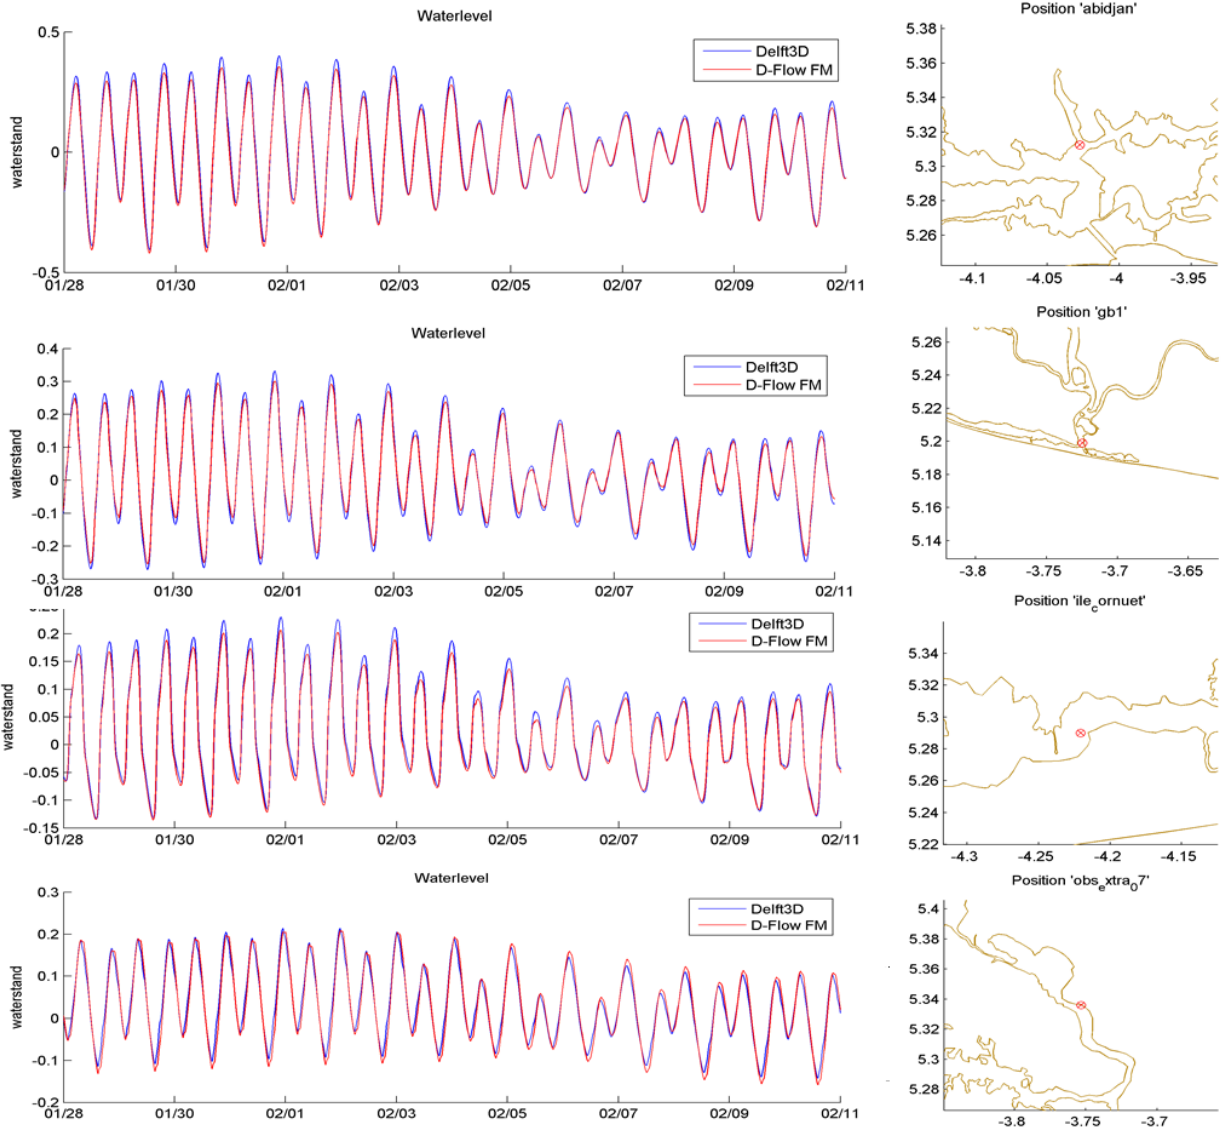 Waterlevel
Position 'abidjan'
0.5
0
-0.5
waterstand
Delft3D
D-Flow FM
01/28 01/30 02/01 02/03 02/05 02/07 02/09 02/11
5.38
5.36
5.34
5.32
5.3
5.28
5.26
-4.1 -4.05 -4 -3.95
Waterlevel
Position 'gb1'
0.4
0.3
0.2
0.1
0
-0.1
-0.2
-0.3
waterstand
Delft3D
D-Flow FM
01/28 01/30 02/01 02/03 02/05 02/07 02/09 02/11
5.26
5.24
5.22
5.2
5.18
5.16
5.14
-3.8 -3.75 -3.7 -3.65
Position 'ile_cornuet'
0.2
0.15
0.1
0.05
0
-0.05
-0.1
-0.15
waterstand
Delft3D
D-Flow FM
01/28 01/30 02/01 02/03 02/05 02/07 02/09 02/11
5.34
5.32
5.3
5.28
5.26
5.24
5.22
-4.3 -4.25 -4.2 -4.15
Waterlevel
Position 'obs_extra_07'
0.3
0.2
0.1
0
-0.1
-0.2
waterstand
Delft3D
D-Flow FM
01/28 01/30 02/01 02/03 02/05 02/07 02/09 02/11
5.4
5.38
5.36
5.34
5.32
5.3
5.28
-3.8 -3.75 -3.7